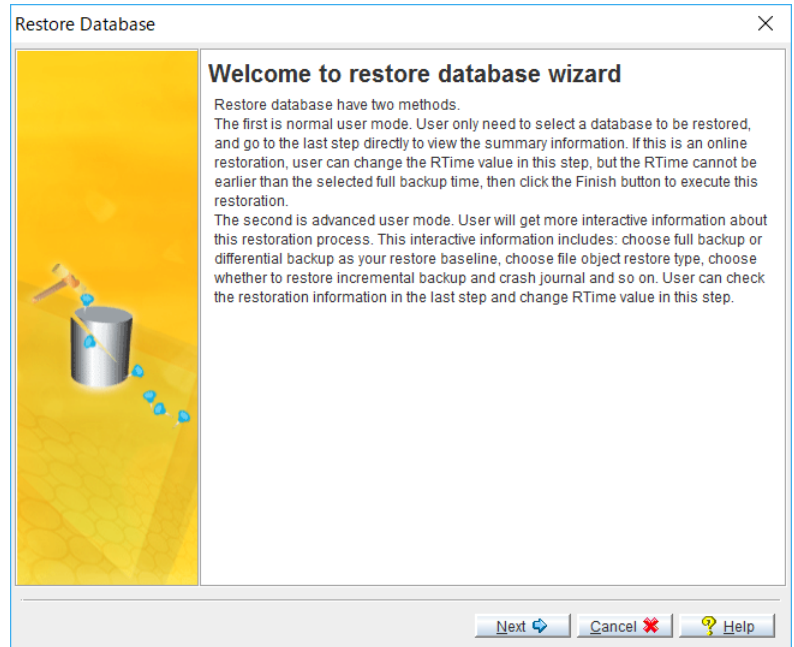 Restore Database
Welcome to restore database wizard
Restore database have two methods.
The first is normal user mode. User only need to select a database to be restored,
and go to the last step directly to view the summary information. If this is an online
restoration, user can change the RTime value in this step, but the RTime cannot be
earlier than the selected full backup time, then click the Finish button to execute this
restoration.
The second is advanced user mode. User will get more interactive information about
this restoration process. This interactive information includes: choose full backup or
differential backup as your restore baseline, choose file object restore type, choose
whether to restore incremental backup and crash journal and so on. User can check
the restoration information in the last step and change RTime value in this step.
Next Cancel Help